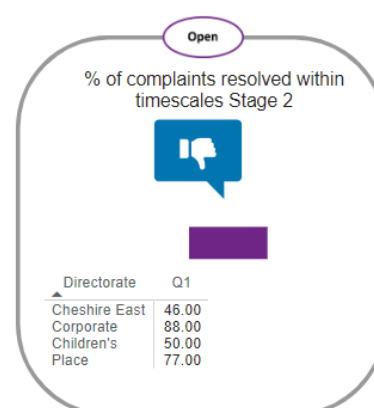 Open
% of complaints resolved within
timescales Stage 2
Directorate Q1
Cheshire East 46.00
Corporate 88.00
Children's 50.00
Place 77.00